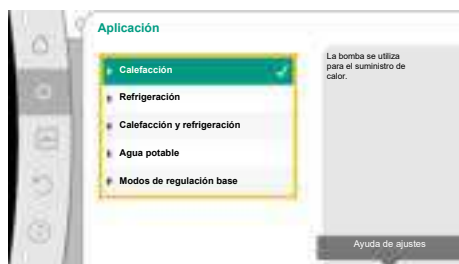 Aplicación
Calefacción
Refrigeración
Calefacción y refrigeración
Agua potable
Modos de regulación base
La bomba se utiliza
para el suministro de
calor.
Ayuda de ajustes